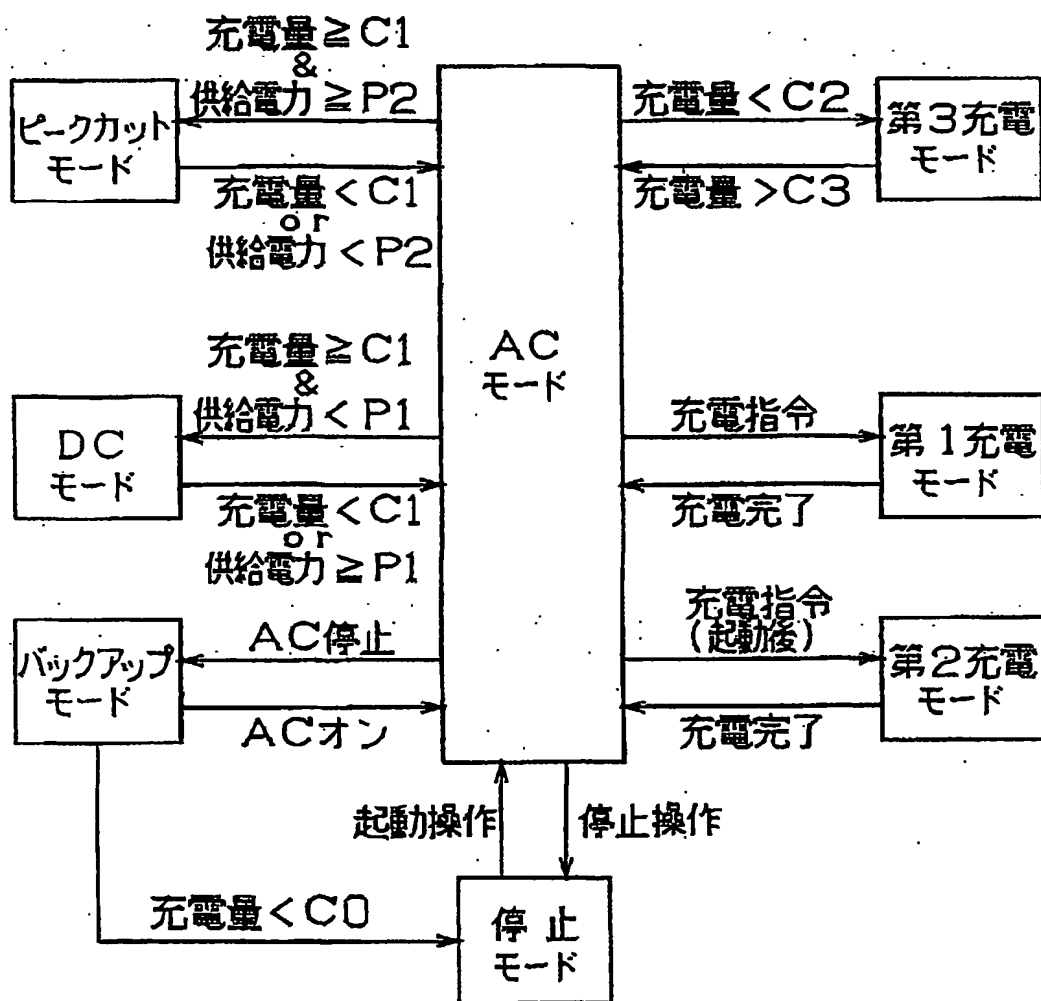 充電量≧C1
&
供給電力≧P2
ピークカット
モード
充電量<C1
or
供給電力<P2
充電量<C2
第3充電
モード
充電量>C3
AC
モード
充電量≧C1
&
供給電力<P1
DC
モード
充電量<C1
or
供給電力≧P1
充電指令
第1充電
モード
充電完了
AC停止
バックアップ
モード
ACオン
充電指令
(起動後)
第2充電
モード
充電完了
起動操作
停止操作
充電量<C0
停止
モード